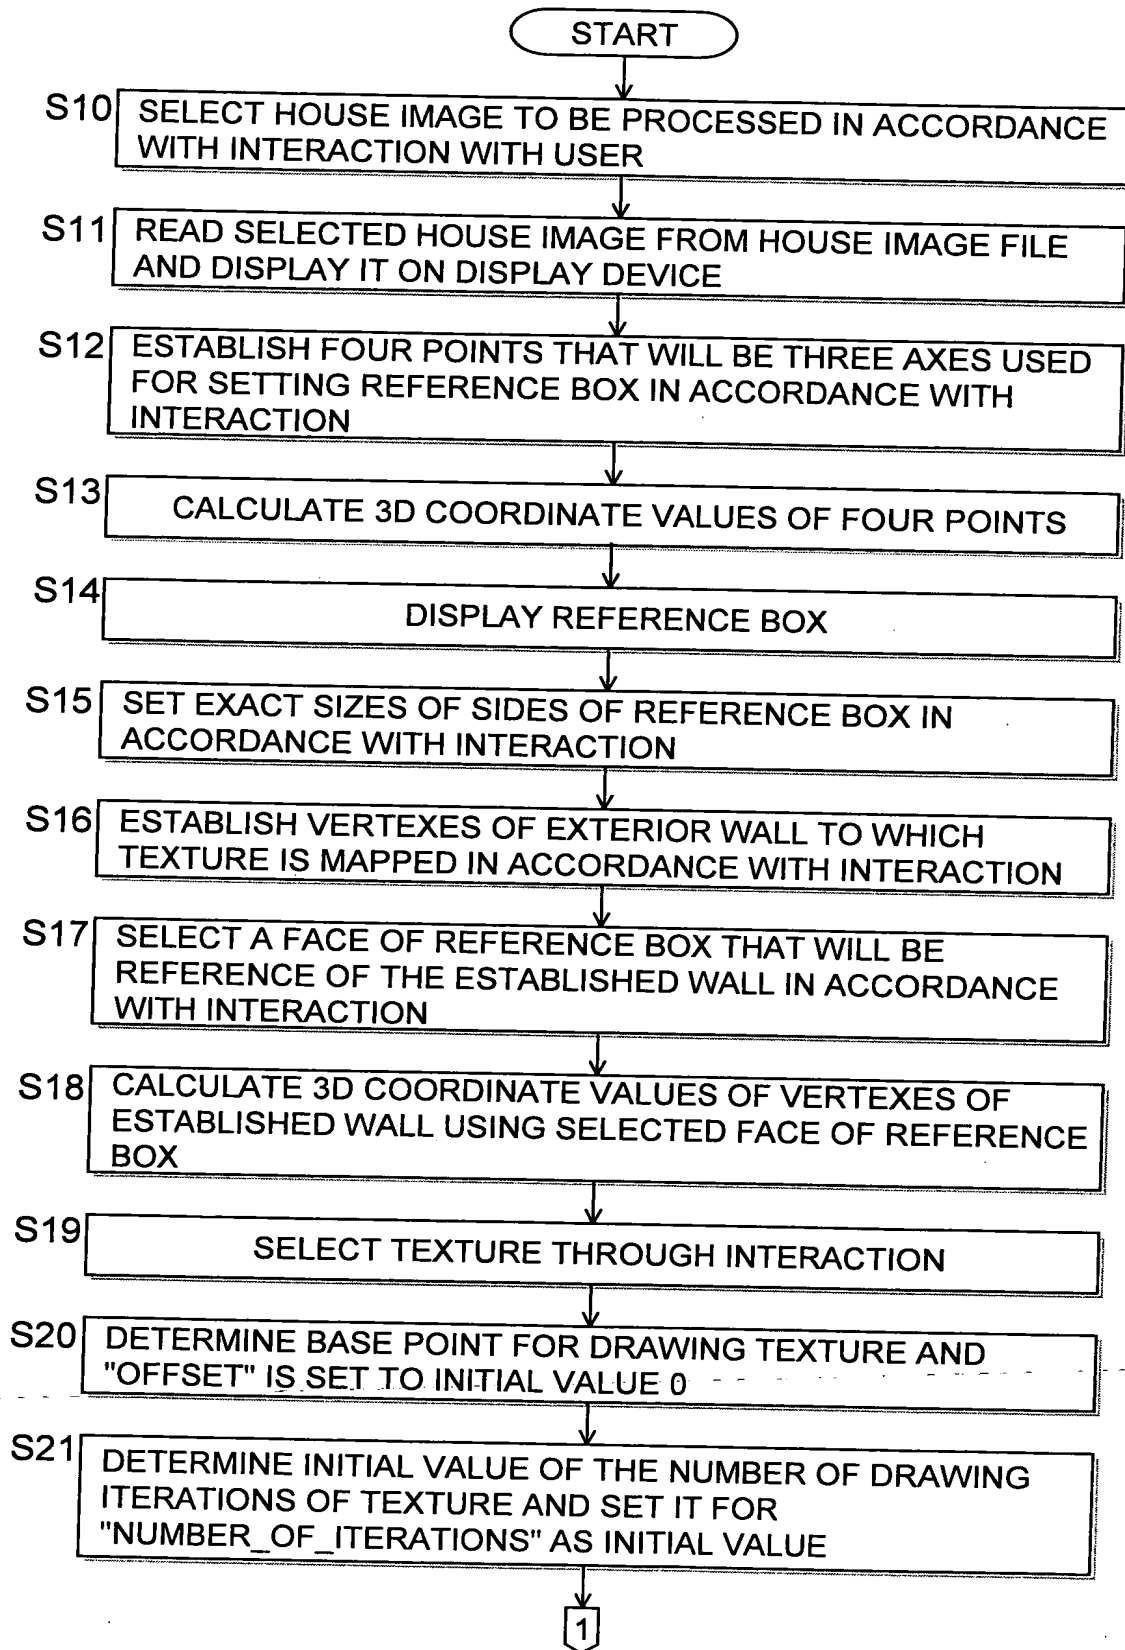 START
S10
SELECT HOUSE IMAGE TO BE PROCESSED IN ACCORDANCE
WITH INTERACTION WITH USER
S11
READ SELECTED HOUSE IMAGE FROM HOUSE IMAGE FILE
AND DISPLAY IT ON DISPLAY DEVICE
S12
ESTABLISH FOUR POINTS THAT WILL BE THREE AXES USED
FOR SETTING REFERENCE BOX IN ACCORDANCE WITH
INTERACTION
S13
CALCULATE 3D COORDINATE VALUES OF FOUR POINTS
S14
DISPLAY REFERENCE BOX
S15
SET EXACT SIZES OF SIDES OF REFERENCE BOX IN
ACCORDANCE WITH INTERACTION
S16
ESTABLISH VERTEXES OF EXTERIOR WALL TO WHICH
TEXTURE IS MAPPED IN ACCORDANCE WITH INTERACTION
S17
SELECT A FACE OF REFERENCE BOX THAT WILL BE
REFERENCE OF THE ESTABLISHED WALL IN ACCORDANCE
WITH INTERACTION
S18
CALCULATE 3D COORDINATE VALUES OF VERTEXES OF
ESTABLISHED WALL USING SELECTED FACE OF REFERENCE
BOX
S19
SELECT TEXTURE THROUGH INTERACTION
S20
DETERMINE BASE POINT FOR DRAWING TEXTURE AND
"OFFSET" IS SET TO INITIAL VALUE 0
S21
DETERMINE INITIAL VALUE OF THE NUMBER OF DRAWING
ITERATIONS OF TEXTURE AND SET IT FOR
"NUMBER_OF_ITERATIONS" AS INITIAL VALUE
1